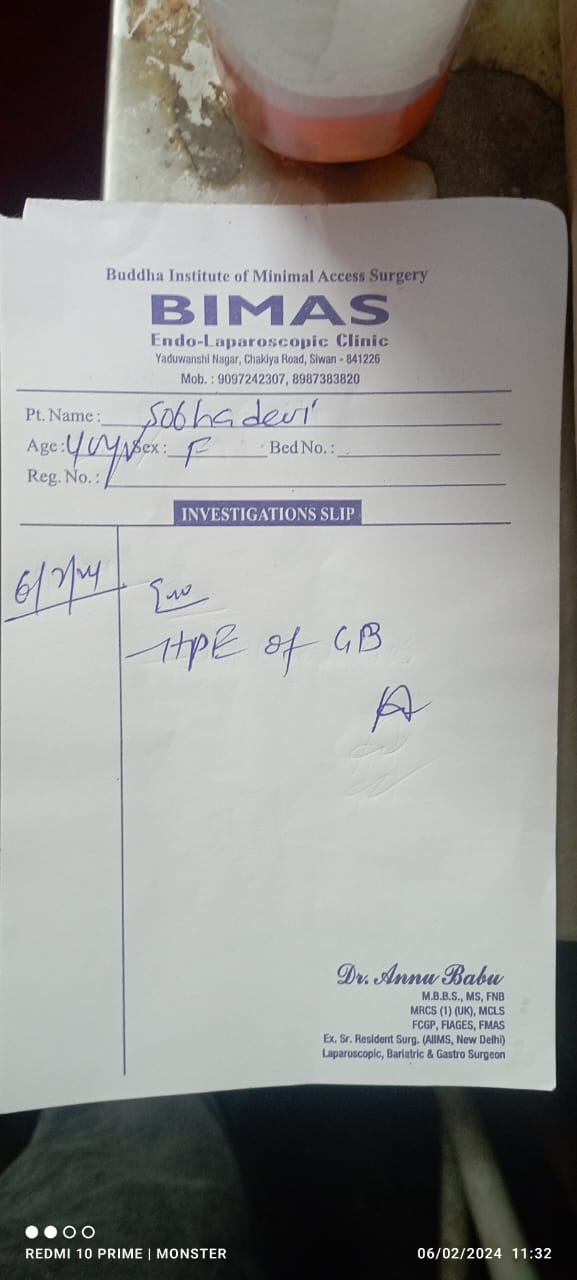 Buddha Institute of Minimal Access Surgery
BIMAS
Endo-Laparoscopic Clinic
Yaduwanshi Nagar, Chakiya Road, Siwan - 841226
Mob. : 9097242307, 8987383820
Pt. Name : Sobha devi
Age : 40y Sex : F Bed No. :
Reg. No. :
INVESTIGATIONS SLIP
6/2/24
HPE of GB
Dr. Annu Babu
M.B.B.S., MS, FNB
MRCS (1) (UK), MCLS
FCGP, FIAGES, FMAS
Ex. Sr. Resident Surg. (AIIMS, New Delhi)
Laparoscopic, Bariatric & Gastro Surgeon
REDMI 10 PRIME | MONSTER 06/02/2024 11:32